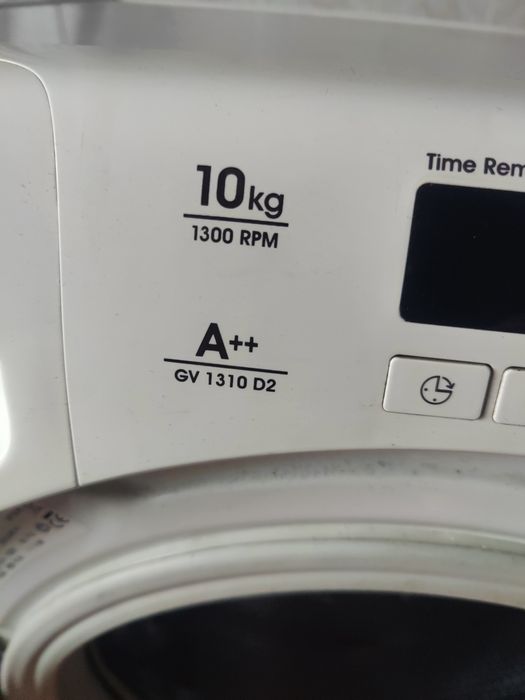 10kg
1300 RPM
Time Rem
A++
GV 1310 D2